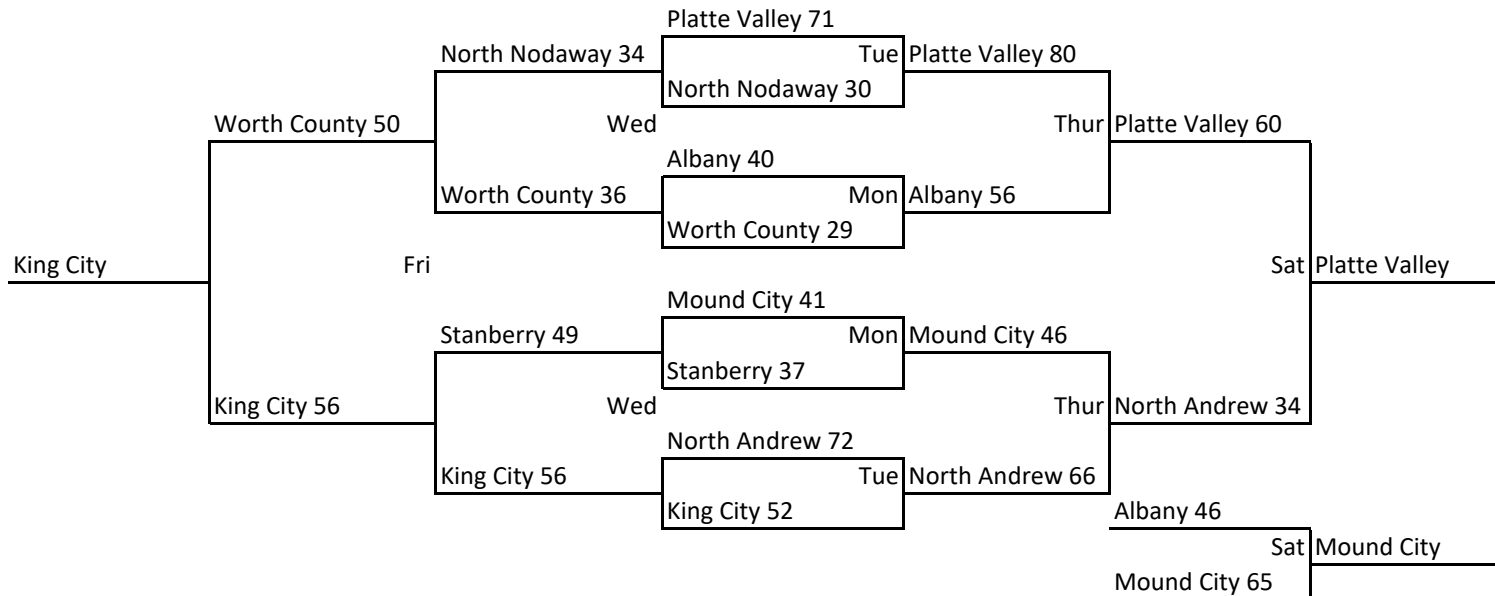 Platte Valley 71
North Nodaway 34
Tue
Platte Valley 80
North Nodaway 30
Worth County 50
Wed
Thur
Platte Valley 60
Albany 40
Worth County 36
Mon
Albany 56
Worth County 29
King City
Fri
Sat
Platte Valley
Mound City 41
Stanberry 49
Mon
Mound City 46
Stanberry 37
King City 56
Wed
Thur
North Andrew 34
North Andrew 72
King City 56
Tue
North Andrew 66
King City 52
Albany 46
Sat
Mound City
Mound City 65